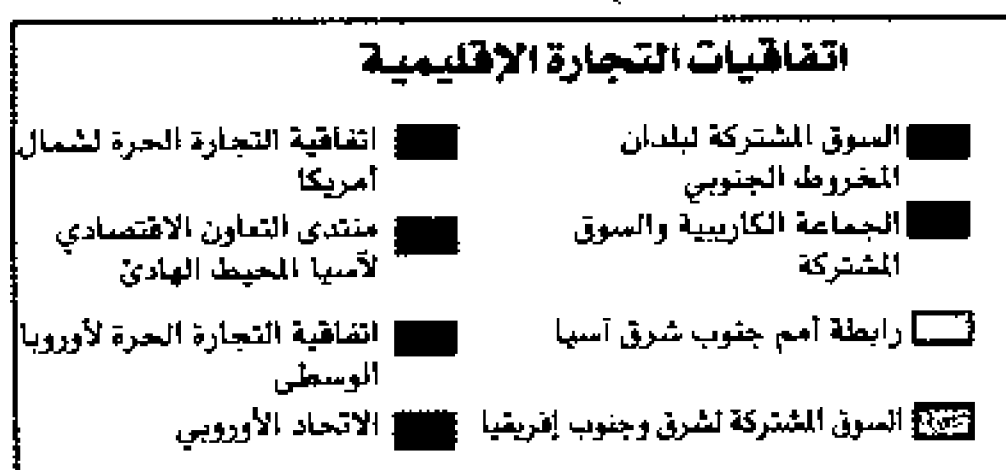 اتفاقيات التجارة الإقليمية
السوق المشتركة لبلدان
المخروط الجنوبي
الجماعة الكاريبية والسوق
المشتركة
رابطة أمم جنوب شرق آسيا
السوق المشتركة لشرق وجنوب إفريقيا
اتفاقية التجارة الحرة لشمال
أمريكا
منتدى التعاون الاقتصادي
لآسيا المحيط الهادئ
اتفاقية التجارة الحرة لأوروبا
الوسطى
الاتحاد الأوروبي